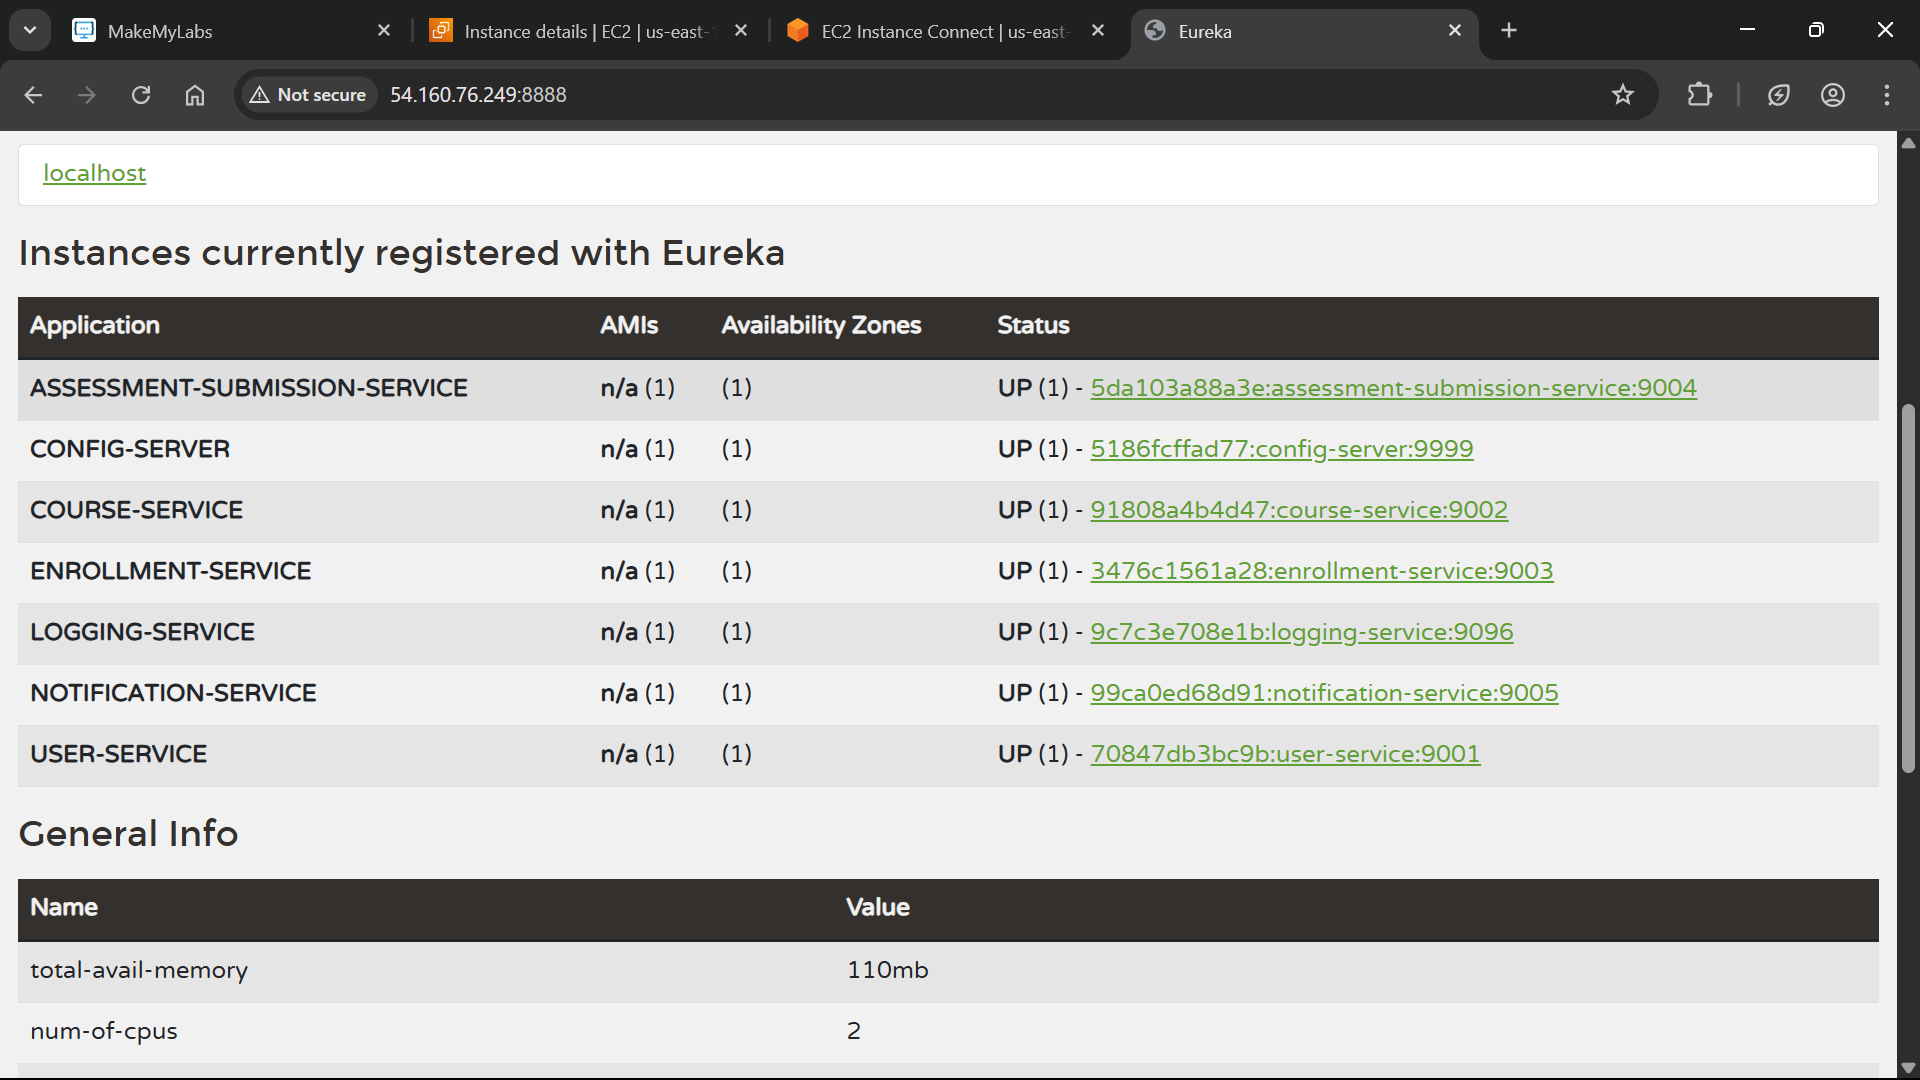 MakeMyLabs
Instance details | EC2 | us-east-1
EC2 Instance Connect | us-east-
Eureka
Not secure
54.160.76.249:8888
localhost
Instances currently registered with Eureka
Application AMIs Availability Zones Status
ASSESSMENT-SUBMISSION-SERVICE n/a (1) (1) UP (1) - 5da103a88a3e:assessment-submission-service:9004
CONFIG-SERVER n/a (1) (1) UP (1) - 5186fcffad77:config-server:9999
COURSE-SERVICE n/a (1) (1) UP (1) - 91808a4b4d47:course-service:9002
ENROLLMENT-SERVICE n/a (1) (1) UP (1) - 3476c1561a28:enrollment-service:9003
LOGGING-SERVICE n/a (1) (1) UP (1) - 9c7c3e708e1b:logging-service:9096
NOTIFICATION-SERVICE n/a (1) (1) UP (1) - 99ca0ed68d91:notification-service:9005
USER-SERVICE n/a (1) (1) UP (1) - 70847db3bc9b:user-service:9001
General Info
Name Value
total-avail-memory 110mb
num-of-cpus 2